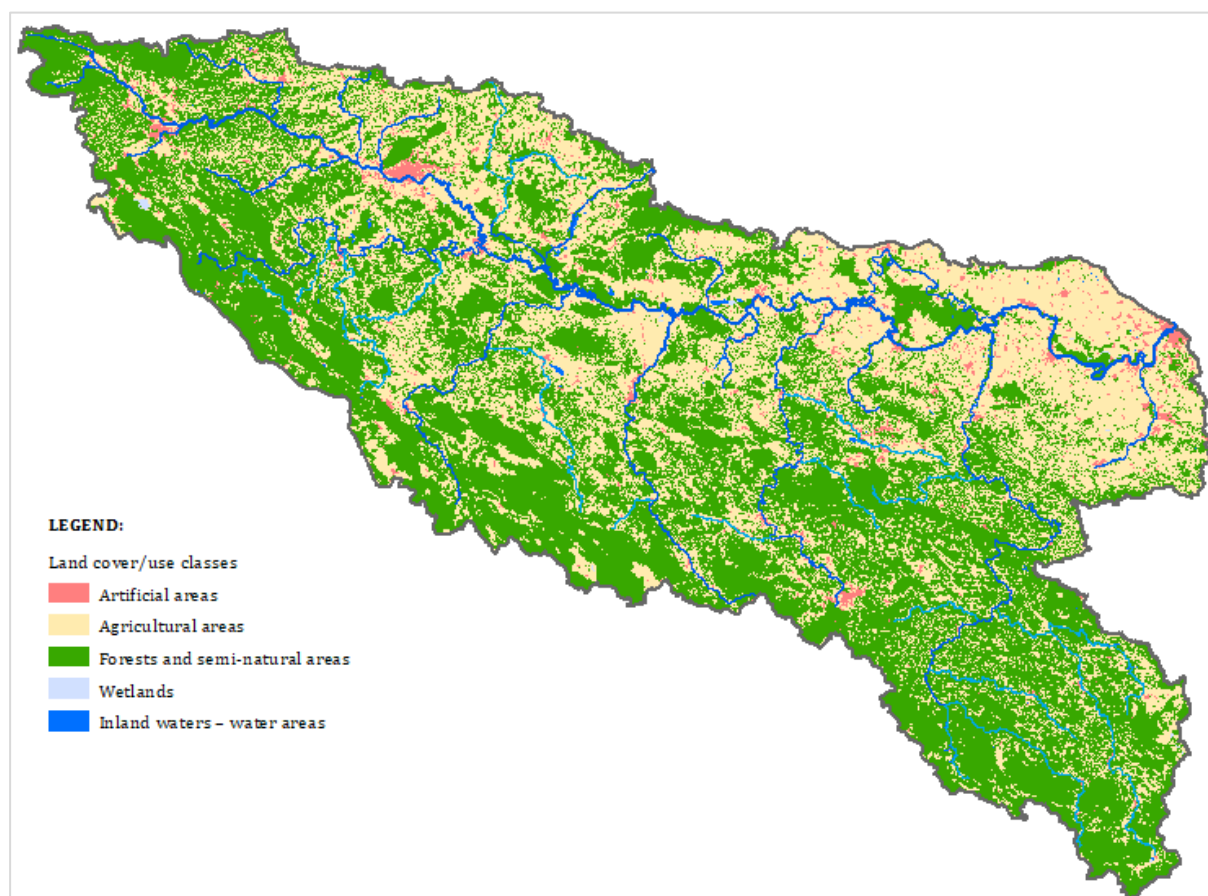 LEGEND:
Land cover/use classes
Artificial areas
Agricultural areas
Forests and semi-natural areas
Wetlands
Inland waters – water areas